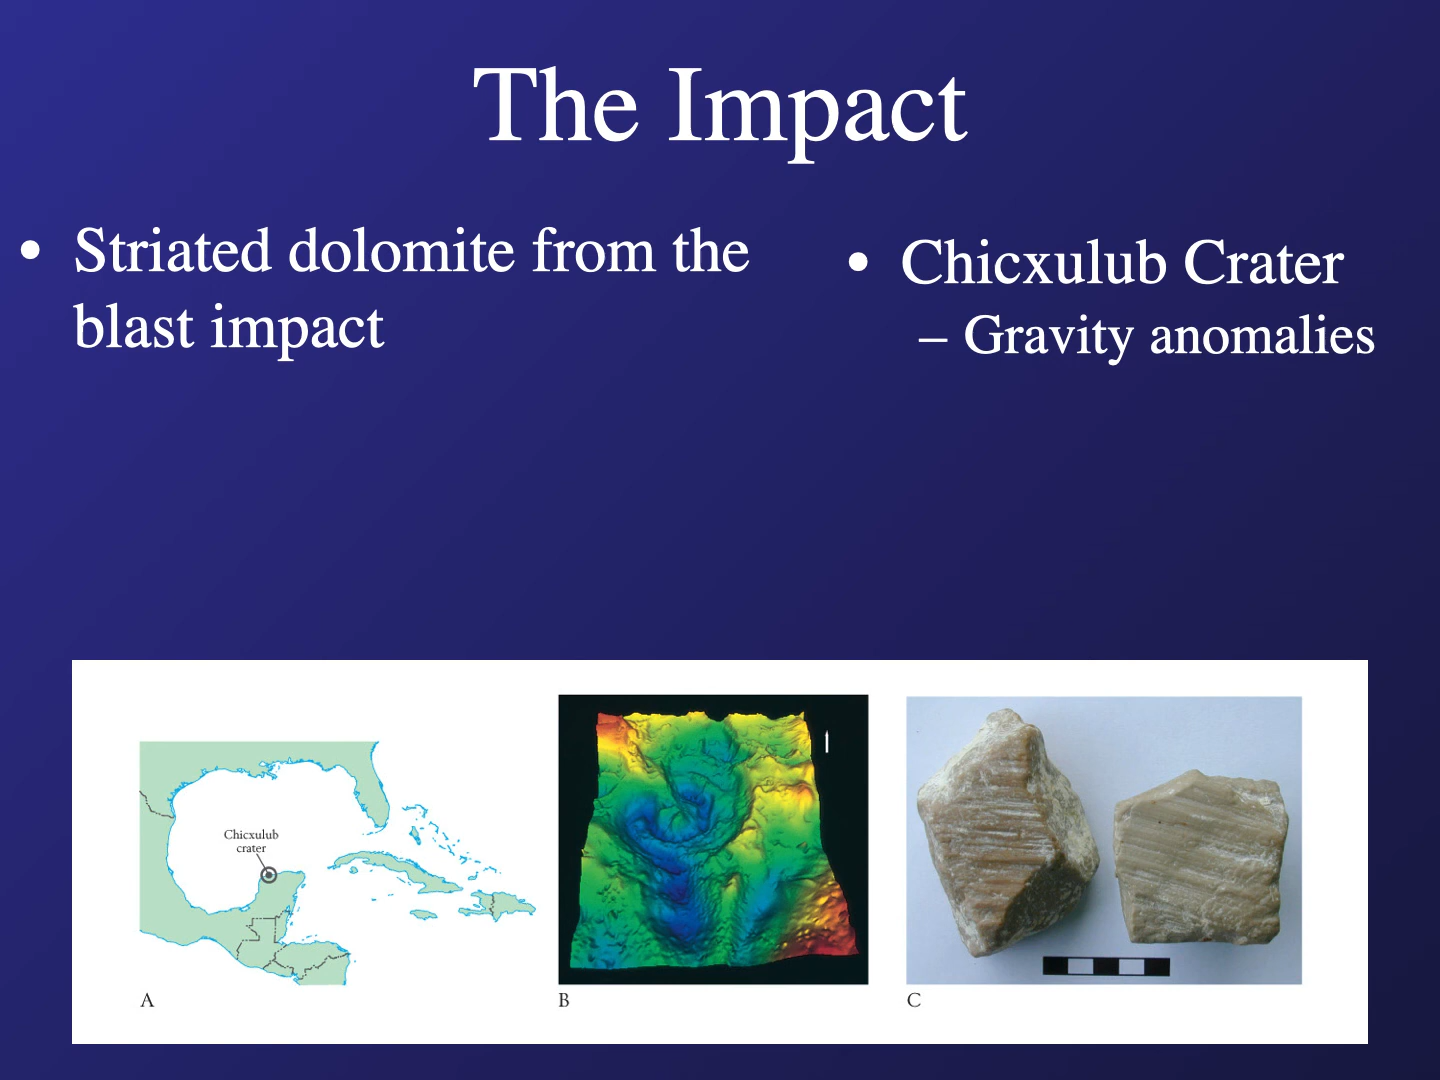 The Impact
• Striated dolomite from the
blast impact
• Chicxulub Crater
– Gravity anomalies
Chicxulub
crater
A
B
C